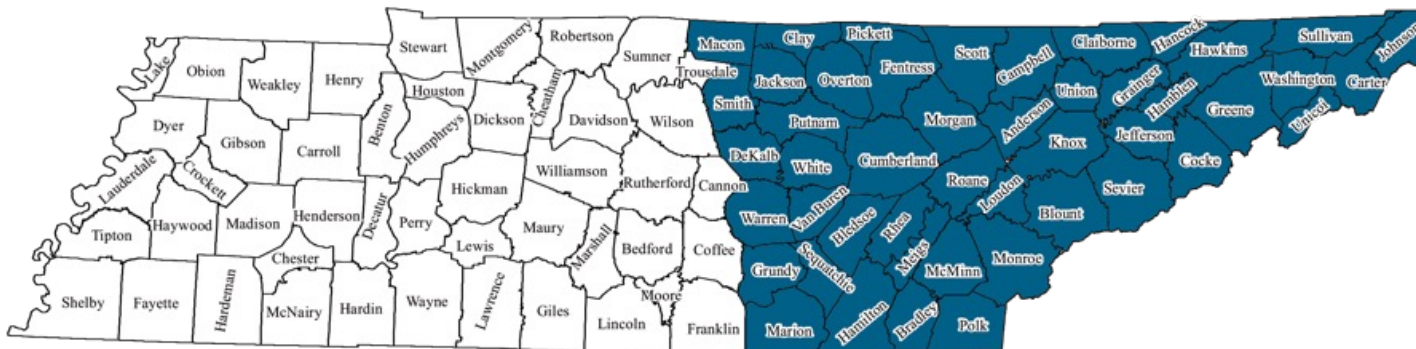 Lake
Obion
Weakley
Henry
Stewart
Montgomery
Robertson
Sumner
Macon
Clay
Pickett
Scott
Campbell
Claiborne
Hancock
Hawkins
Sullivan
Johnson
Dyer
Gibson
Carroll
Benton
Houston
Humphreys
Dickson
Cheatham
Davidson
Wilson
Trousdale
Smith
Jackson
Overton
Fentress
Putnam
Morgan
Anderson
Union
Grainger
Hamblen
Greene
Washington
Unicoi
Carter
Lauderdale
Crockett
Haywood
Madison
Henderson
Decatur
Perry
Hickman
Williamson
Rutherford
Cannon
DeKalb
White
Cumberland
Roane
Loudon
Knox
Jefferson
Sevier
Cocke
Tipton
Chester
Lewis
Maury
Marshall
Bedford
Coffee
Warren
Van Buren
Bledsoe
Rhea
Meigs
McMinn
Monroe
Blount
Shelby
Fayette
Hardeman
McNairy
Hardin
Wayne
Lawrence
Giles
Lincoln
Moore
Franklin
Grundy
Sequatchie
Marion
Hamilton
Bradley
Polk